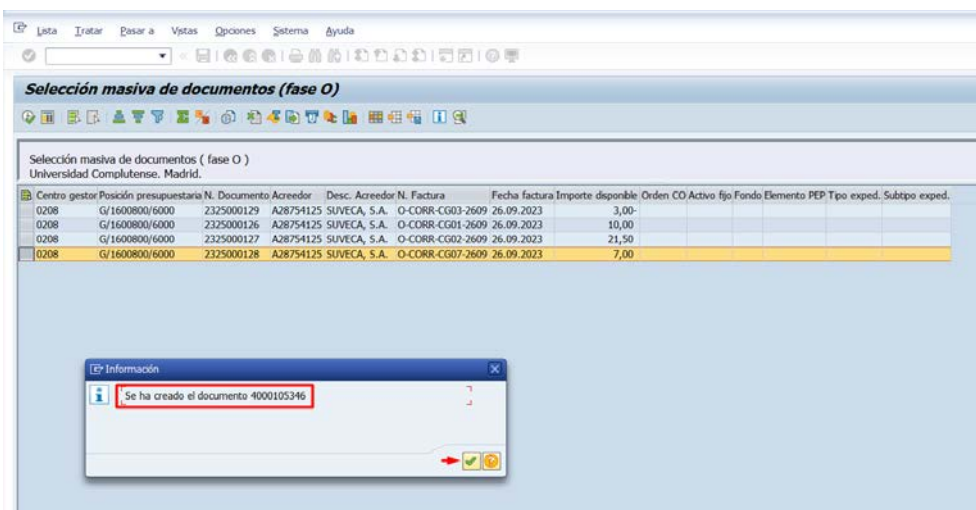 Lista Tratar Pasar a Vistas Opciones Sistema Ayuda
Selección masiva de documentos (fase O)
Selección masiva de documentos ( fase O )
Universidad Complutense. Madrid.
Centro gestor Posición presupuestaria N. Documento Acreedor Desc. Acreedor N. Factura Fecha factura Importe disponible Orden CO Activo fijo Fondo Elemento PEP Tipo exped. Subtipo exped.
0208 G/1600800/6000 2325000129 A28754125 SUVECA, S.A. O-CORR-CG03-2609 26.09.2023 3,00-
0208 G/1600800/6000 2325000126 A28754125 SUVECA, S.A. O-CORR-CG01-2609 26.09.2023 10,00
0208 G/1600800/6000 2325000127 A28754125 SUVECA, S.A. O-CORR-CG02-2609 26.09.2023 21,50
0208 G/1600800/6000 2325000128 A28754125 SUVECA, S.A. O-CORR-CG07-2609 26.09.2023 7,00
Información
Se ha creado el documento 4000105346